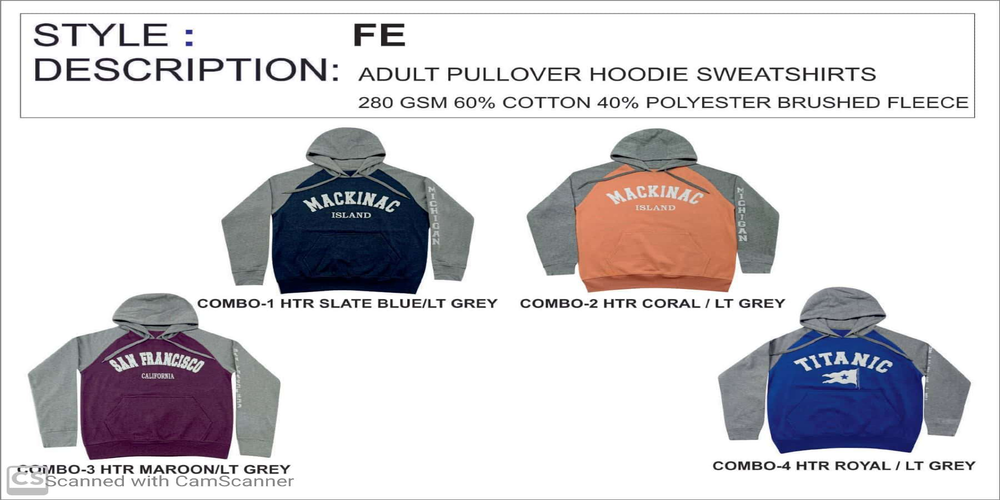 STYLE : FE
DESCRIPTION: ADULT PULLOVER HOODIE SWEATSHIRTS
280 GSM 60% COTTON 40% POLYESTER BRUSHED FLEECE
MACKINAC
ISLAND
MICHIGAN
MACKINAC
ISLAND
MICHIGAN
COMBO-1 HTR SLATE BLUE/LT GREY
COMBO-2 HTR CORAL / LT GREY
SAN FRANCISCO
CALIFORNIA
TITANIC
COMBO-3 HTR MAROON/LT GREY
COMBO-4 HTR ROYAL / LT GREY
CS Scanned with CamScanner